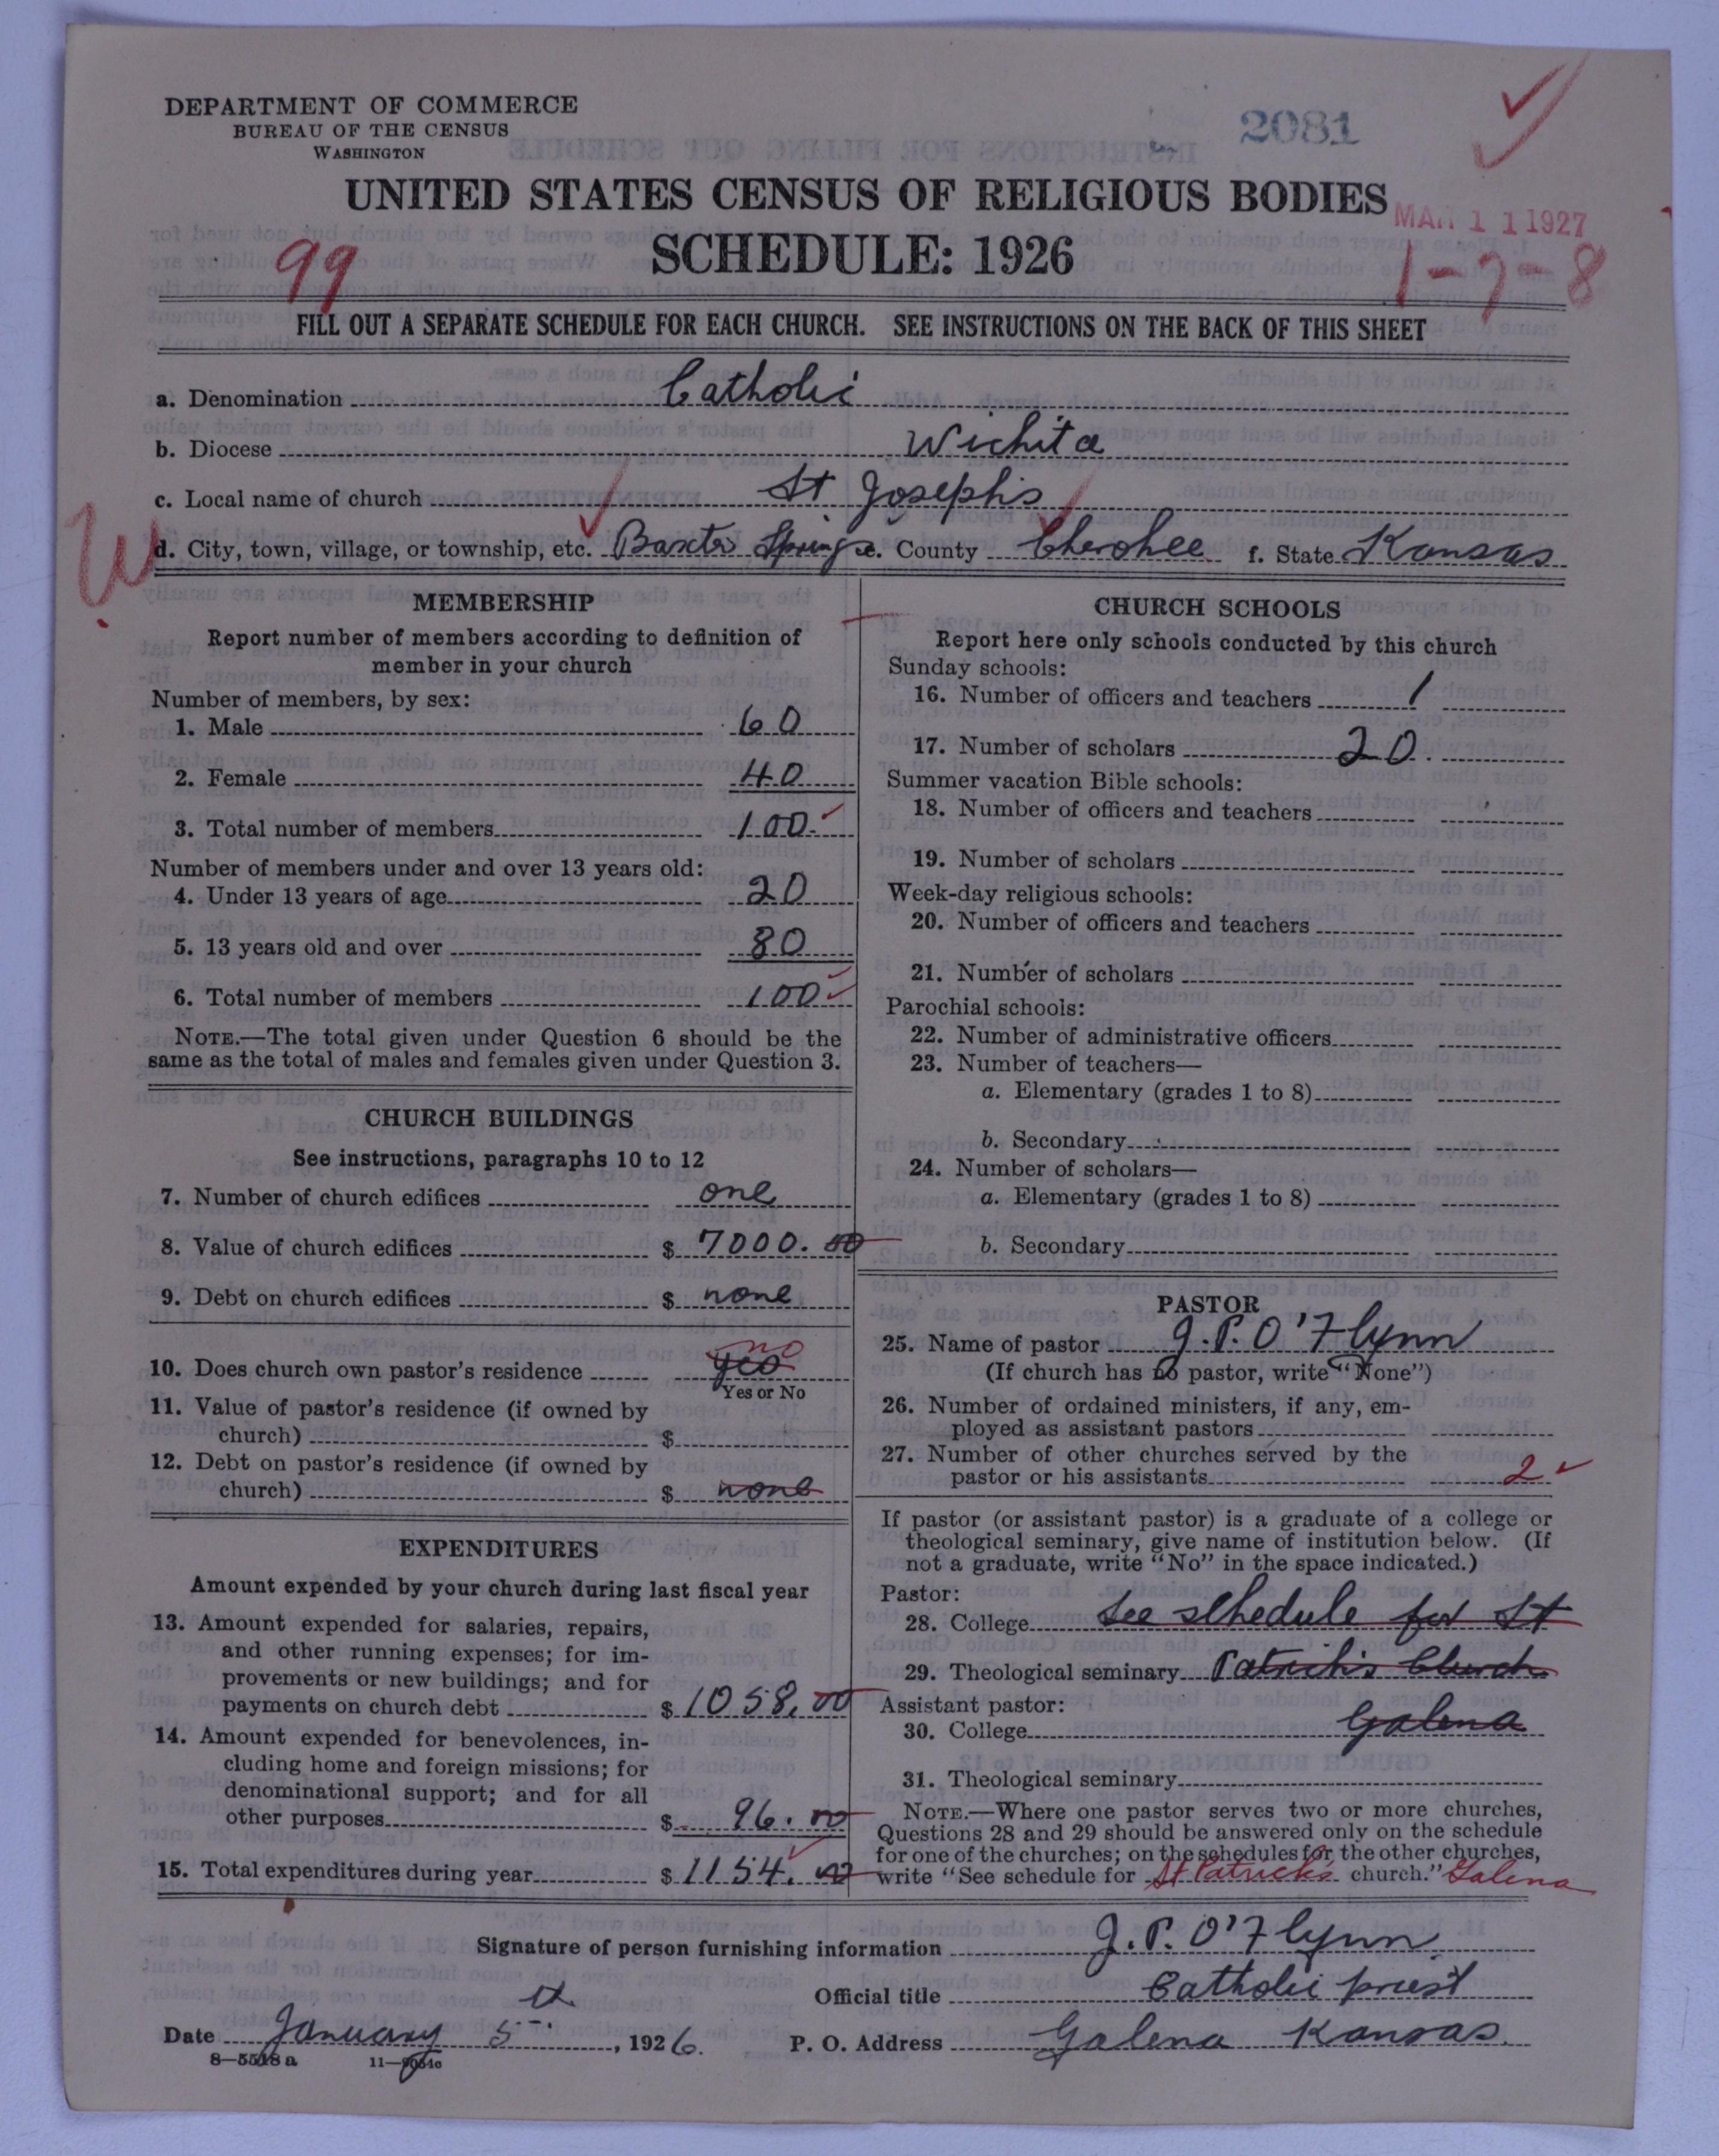 DEPARTMENT OF COMMERCE
BUREAU OF THE CENSUS
WASHINGTON
2081
UNITED STATES CENSUS OF RELIGIOUS BODIES
MAR 11 1927
SCHEDULE: 1926
99
1-7-8
FILL OUT A SEPARATE SCHEDULE FOR EACH CHURCH. SEE INSTRUCTIONS ON THE BACK OF THIS SHEET
a. Denomination Catholic
b. Diocese Wichita
c. Local name of church St Joseph's
W
d. City, town, village, or township, etc. Baxter Springs e. County Cherokee f. State Kansas
MEMBERSHIP
Report number of members according to definition of
member in your church
Number of members, by sex:
1. Male 60
2. Female 40
3. Total number of members 100
Number of members under and over 13 years old:
4. Under 13 years of age 20
5. 13 years old and over 80
6. Total number of members 100
NOTE.—The total given under Question 6 should be the
same as the total of males and females given under Question 3.
CHURCH BUILDINGS
See instructions, paragraphs 10 to 12
7. Number of church edifices one
8. Value of church edifices $ 7000.00
9. Debt on church edifices $ none
no
10. Does church own pastor's residence yes
Yes or No
11. Value of pastor's residence (if owned by
church) $
12. Debt on pastor's residence (if owned by
church) $ none
EXPENDITURES
Amount expended by your church during last fiscal year
13. Amount expended for salaries, repairs,
and other running expenses; for im-
provements or new buildings; and for
payments on church debt $ 1058.00
14. Amount expended for benevolences, in-
cluding home and foreign missions; for
denominational support; and for all
other purposes $ 96.00
15. Total expenditures during year $ 1154.00
CHURCH SCHOOLS
Report here only schools conducted by this church
Sunday schools:
16. Number of officers and teachers 1
17. Number of scholars 20.
Summer vacation Bible schools:
18. Number of officers and teachers
19. Number of scholars
Week-day religious schools:
20. Number of officers and teachers
21. Number of scholars
Parochial schools:
22. Number of administrative officers
23. Number of teachers—
a. Elementary (grades 1 to 8)
b. Secondary
24. Number of scholars—
a. Elementary (grades 1 to 8)
b. Secondary
PASTOR
25. Name of pastor J. P. O'Flynn
(If church has no pastor, write "None")
26. Number of ordained ministers, if any, em-
ployed as assistant pastors
27. Number of other churches served by the
pastor or his assistants 2
If pastor (or assistant pastor) is a graduate of a college or
theological seminary, give name of institution below. (If
not a graduate, write "No" in the space indicated.)
Pastor:
28. College See schedule for St
29. Theological seminary Patrick's Church
Assistant pastor:
30. College Galena
31. Theological seminary
NOTE.—Where one pastor serves two or more churches,
Questions 28 and 29 should be answered only on the schedule
for one of the churches; on the schedules for the other churches,
write "See schedule for St Patrick's church." Galena
Signature of person furnishing information J. P. O'Flynn
Official title Catholic priest
Date January 5th, 1926. P. O. Address Galena Kansas.
8—5518 a